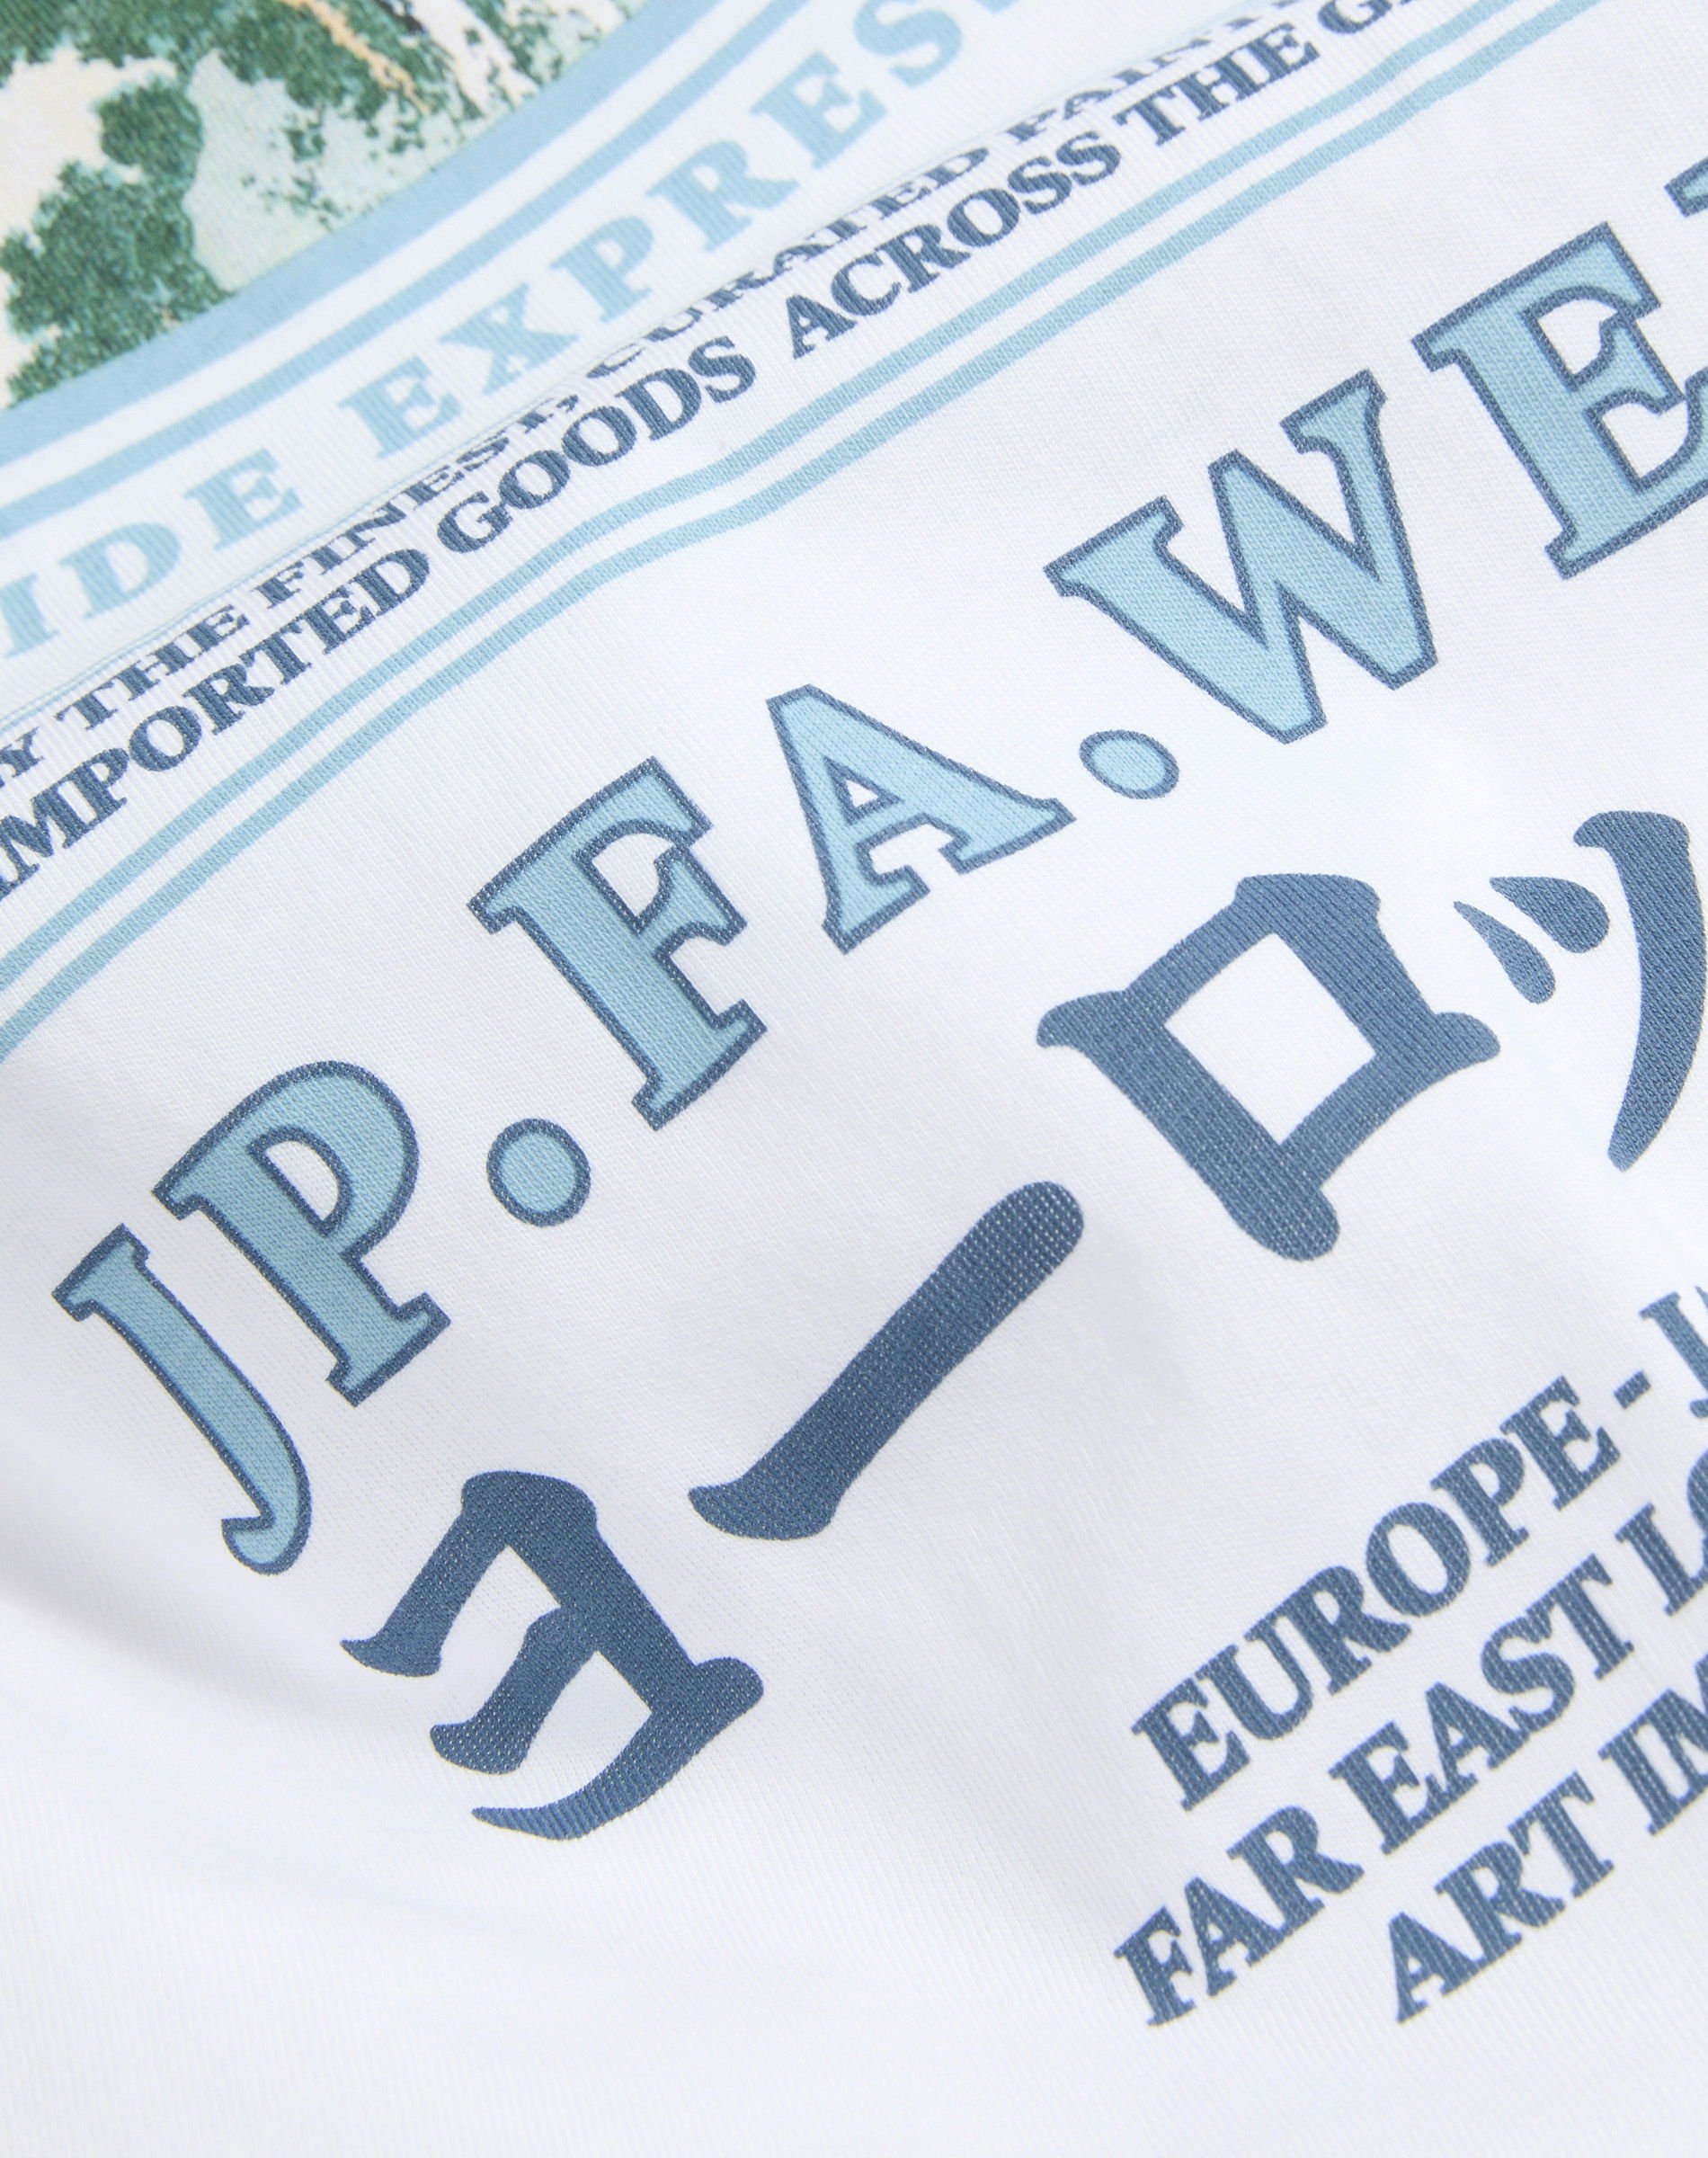 IDE EXPRES
Y THE FINEST, CURATED
IMPORTED GOODS ACROSS THE G
JP.FA.WE
ヨーロッ
EUROPE - J
FAR EAST LO
ART IM